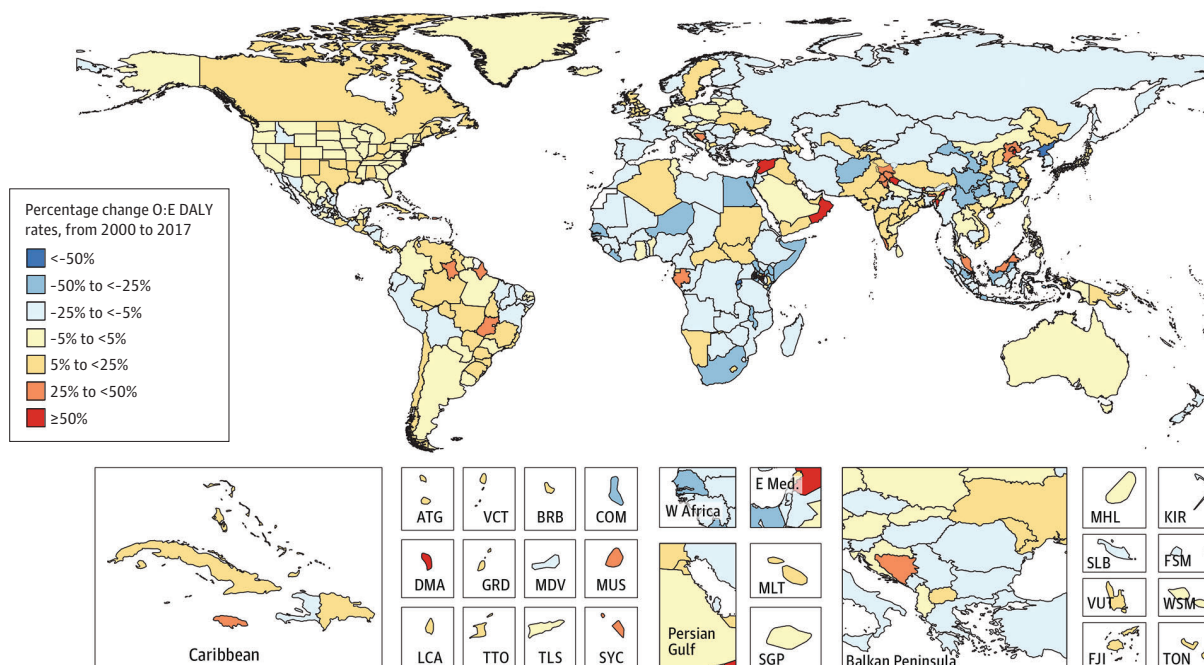 Percentage change O:E DALY
rates, from 2000 to 2017
<-50%
-50% to <-25%
-25% to <-5%
-5% to <5%
5% to <25%
25% to <50%
≥50%
Caribbean
ATG
VCT
BRB
COM
DMA
GRD
MDV
MUS
LCA
TTO
TLS
SYC
W Africa
E Med.
Persian
Gulf
MLT
SGP
Balkan Peninsula
MHL
KIR
SLB
FSM
VUT
WSM
FJI
TON